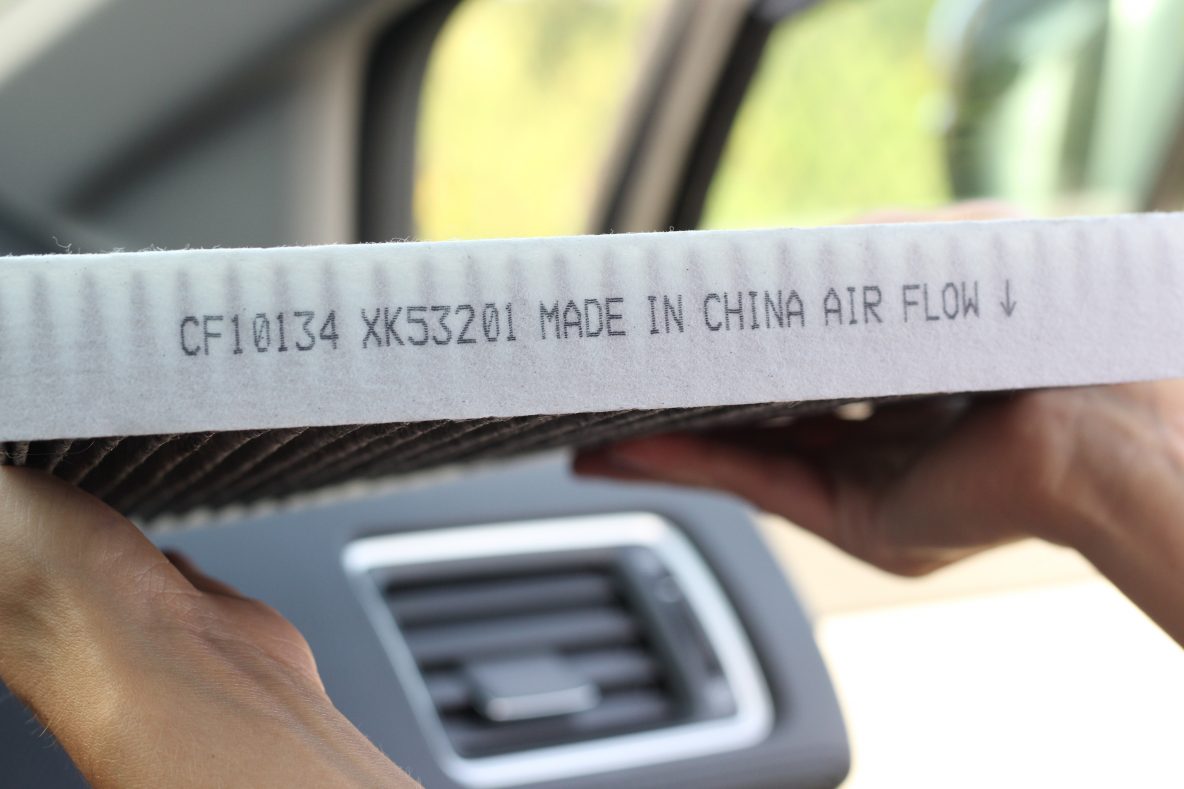 CF10134 XK53201 MADE IN CHINA AIR FLOW ↓